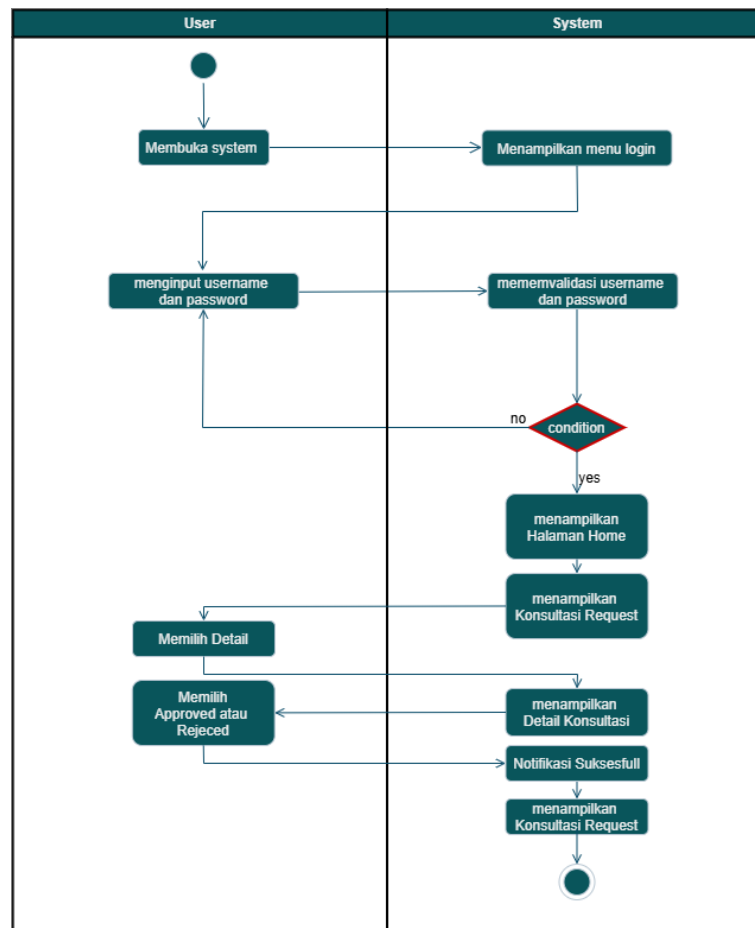 User
System
Membuka system
Menampilkan menu login
menginput username
dan password
mememvalidasi username
dan password
no
condition
yes
menampilkan
Halaman Home
menampilkan
Konsultasi Request
Memilih Detail
Memilih
Approved atau
Rejeced
menampilkan
Detail Konsultasi
Notifikasi Suksesfull
menampilkan
Konsultasi Request